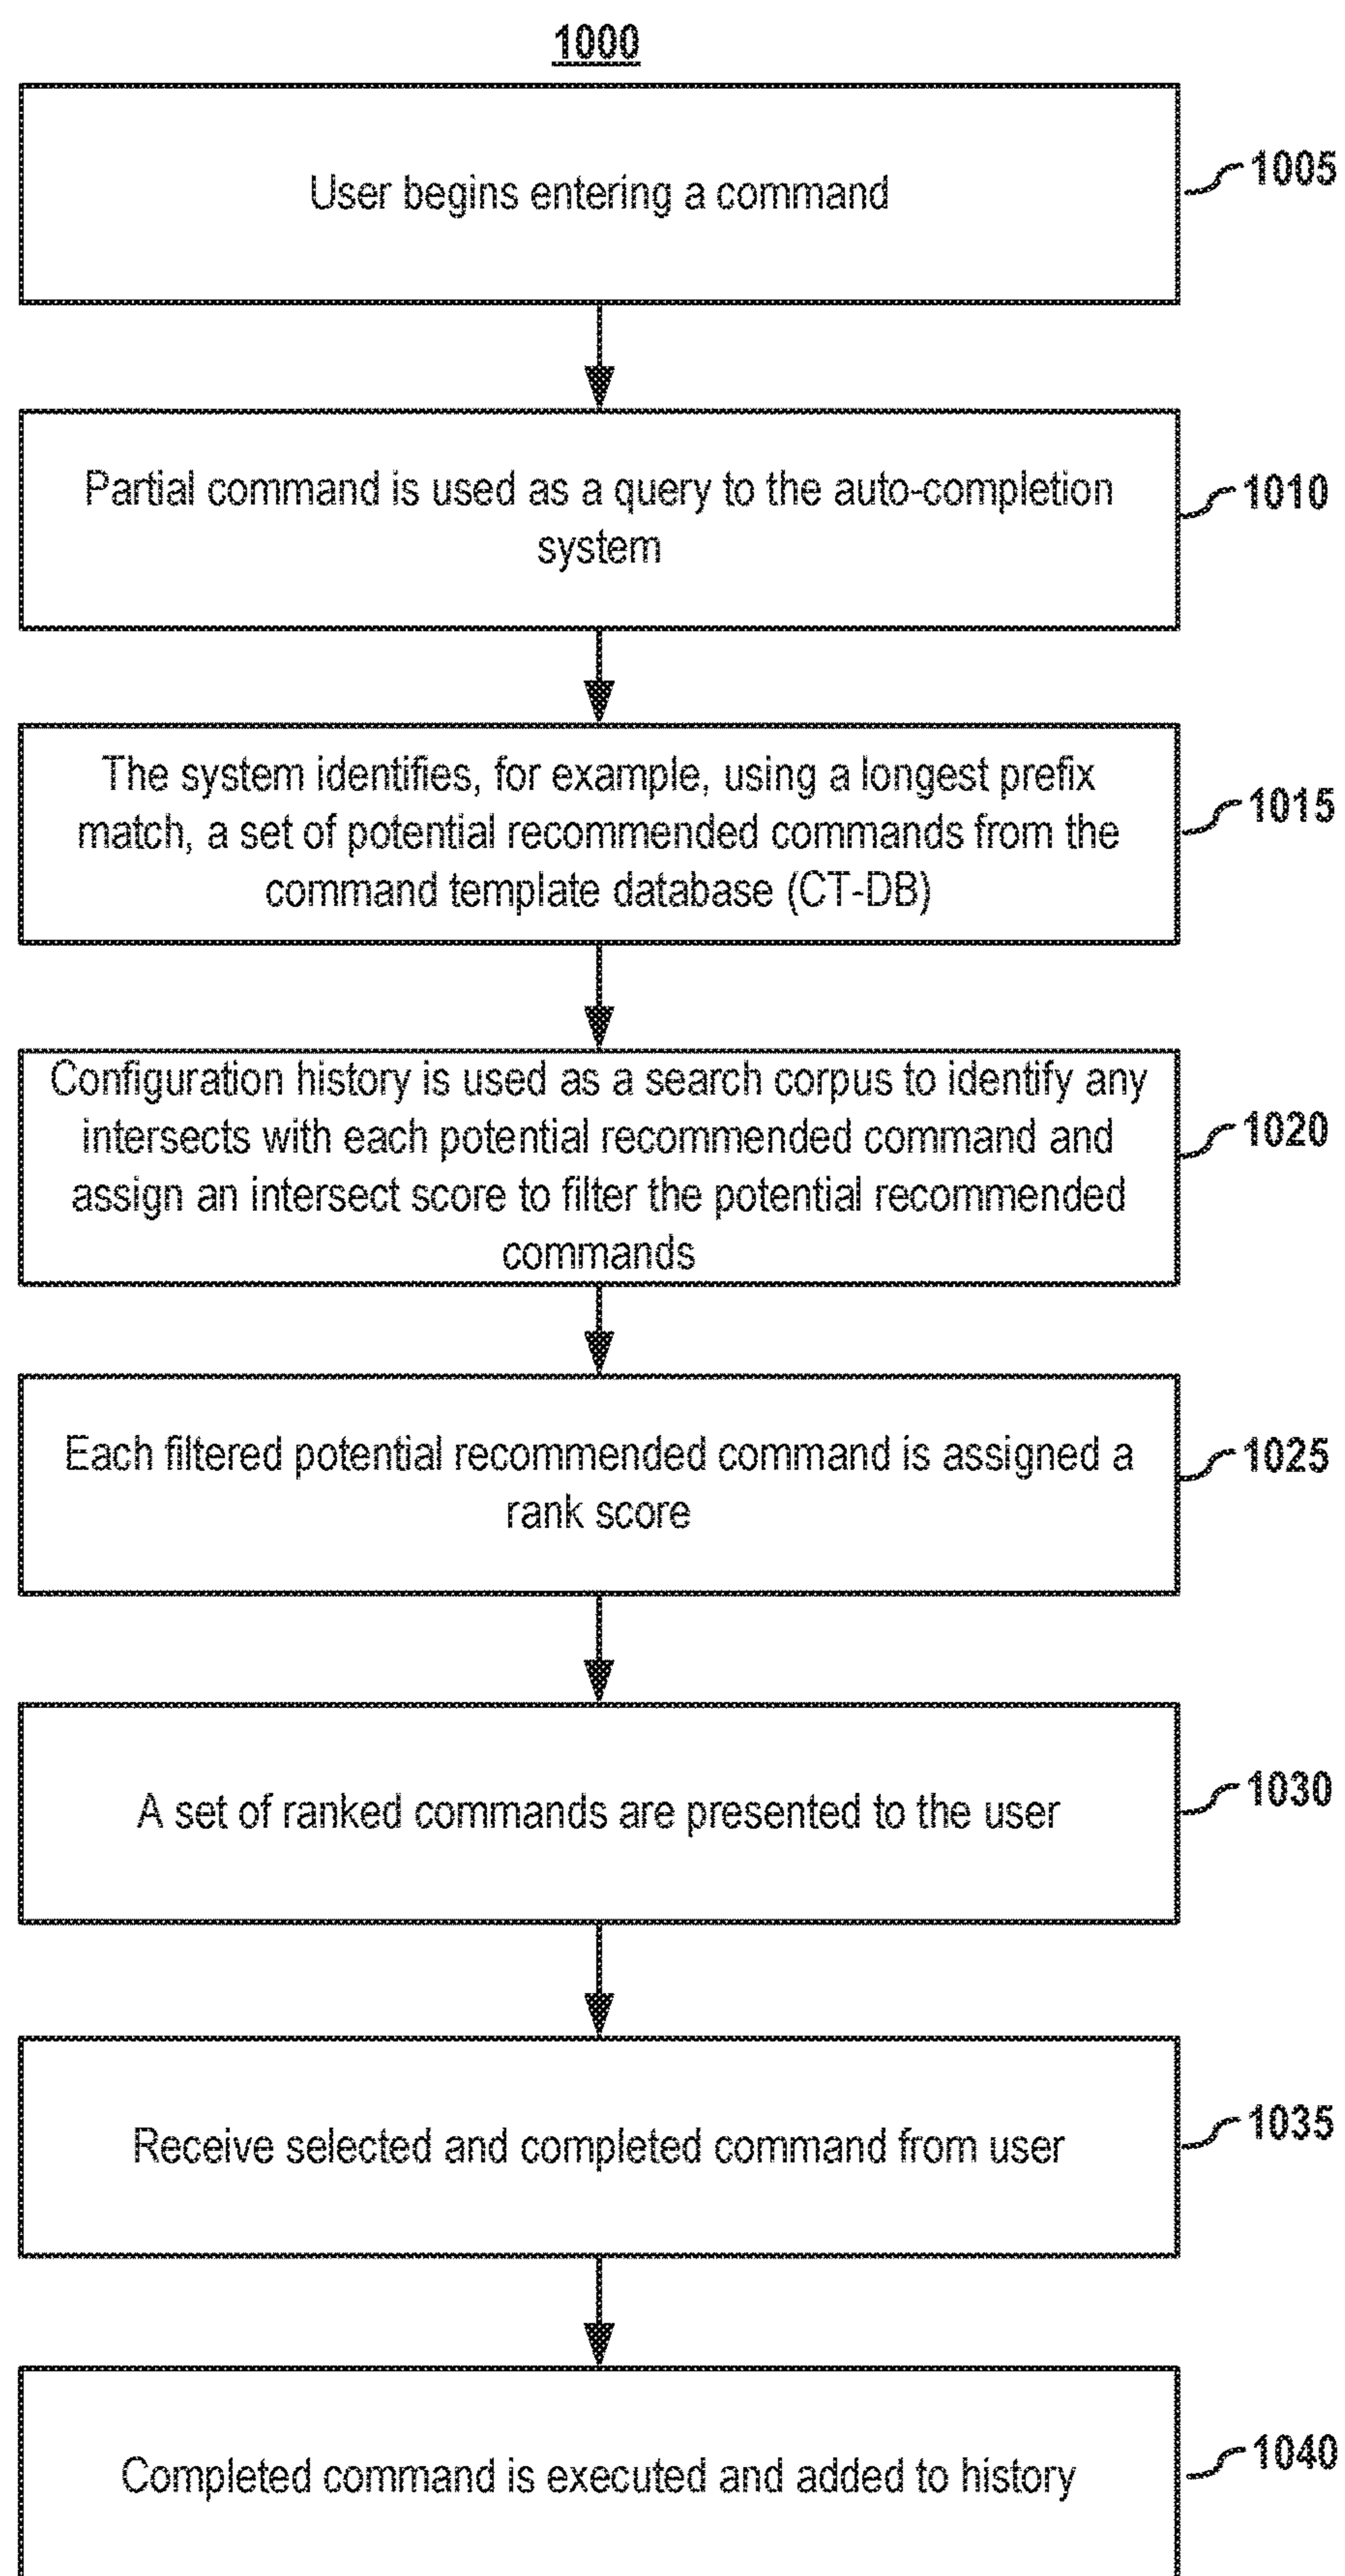 1000
User begins entering a command
1005
Partial command is used as a query to the auto-completion
system
1010
The system identifies, for example, using a longest prefix
match, a set of potential recommended commands from the
command template database (CT-DB)
1015
Configuration history is used as a search corpus to identify any
intersects with each potential recommended command and
assign an intersect score to filter the potential recommended
commands
1020
Each filtered potential recommended command is assigned a
rank score
1025
A set of ranked commands are presented to the user
1030
Receive selected and completed command from user
1035
Completed command is executed and added to history
1040